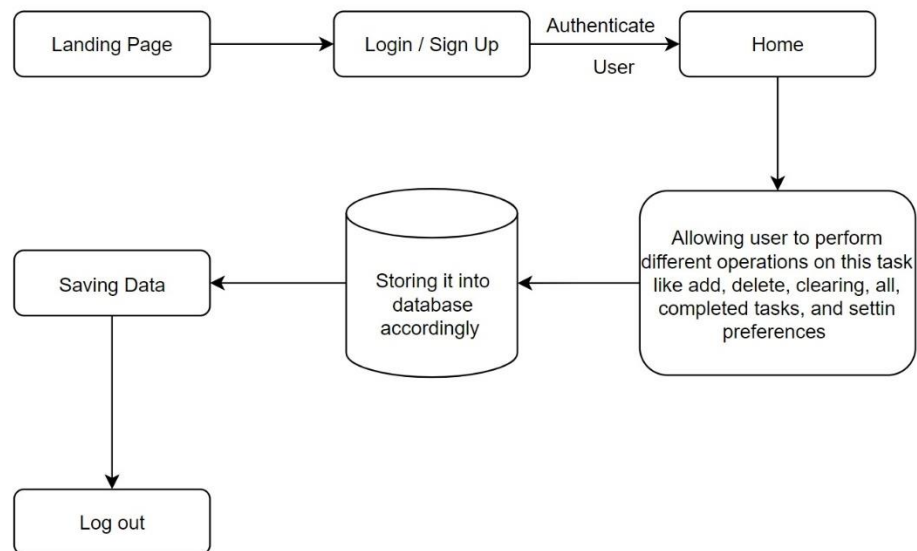 Landing Page
Login / Sign Up
Authenticate
User
Home
Allowing user to perform
different operations on this task
like add, delete, clearing, all,
completed tasks, and settin
preferences
Storing it into
database
accordingly
Saving Data
Log out